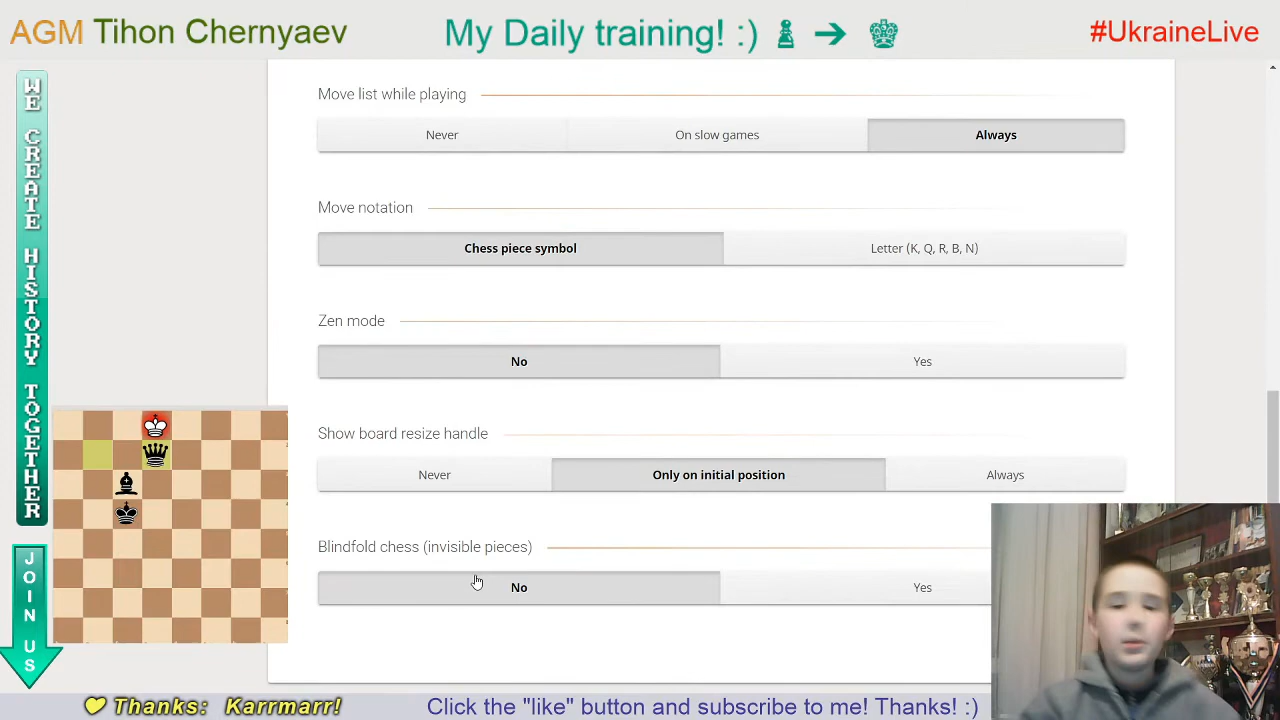 AGM Tihon Chernyaev
My Daily training! :)
#UkraineLive
WE CREATE HISTORY TOGETHER
JOIN US
Move list while playing
Never
On slow games
Always
Move notation
Chess piece symbol
Letter (K, Q, R, B, N)
Zen mode
No
Yes
Show board resize handle
Never
Only on initial position
Always
Blindfold chess (invisible pieces)
No
Yes
Thanks: Karrmarr!
Click the "like" button and subscribe to me! Thanks! :)